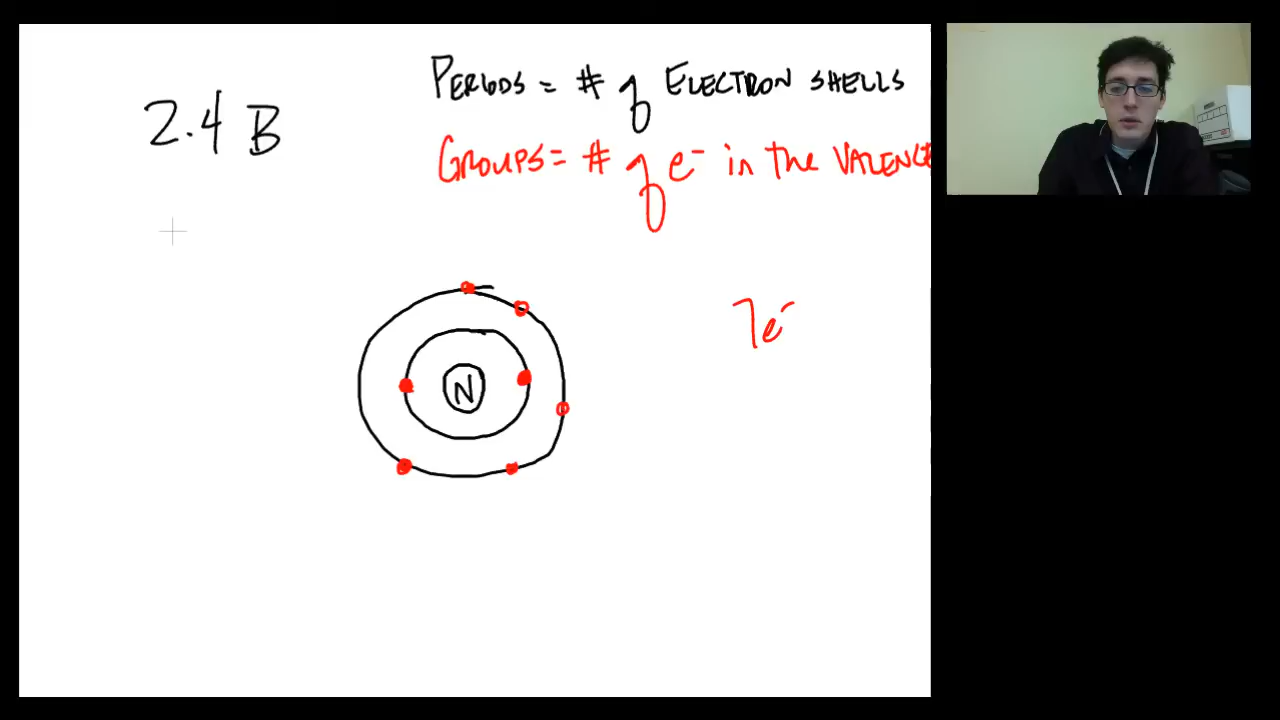 2.4 B
PERIODS = # of ELECTRON SHELLS
GROUPS = # of e⁻ in the VALENCE
7e⁻
N